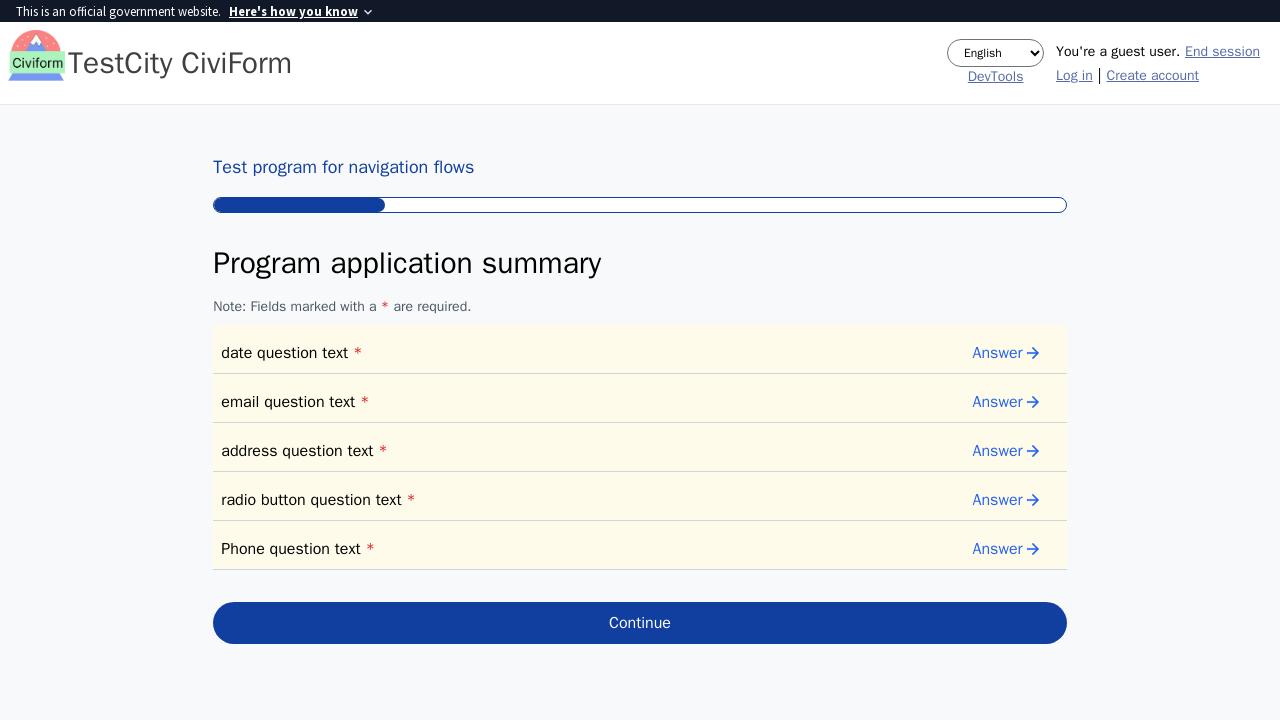 This is an official government website. Here's how you know
Civiform
TestCity CiviForm
English
DevTools
You're a guest user. End session
Log in | Create account
Test program for navigation flows
Program application summary
Note: Fields marked with a * are required.
date question text * Answer
email question text * Answer
address question text * Answer
radio button question text * Answer
Phone question text * Answer
Continue